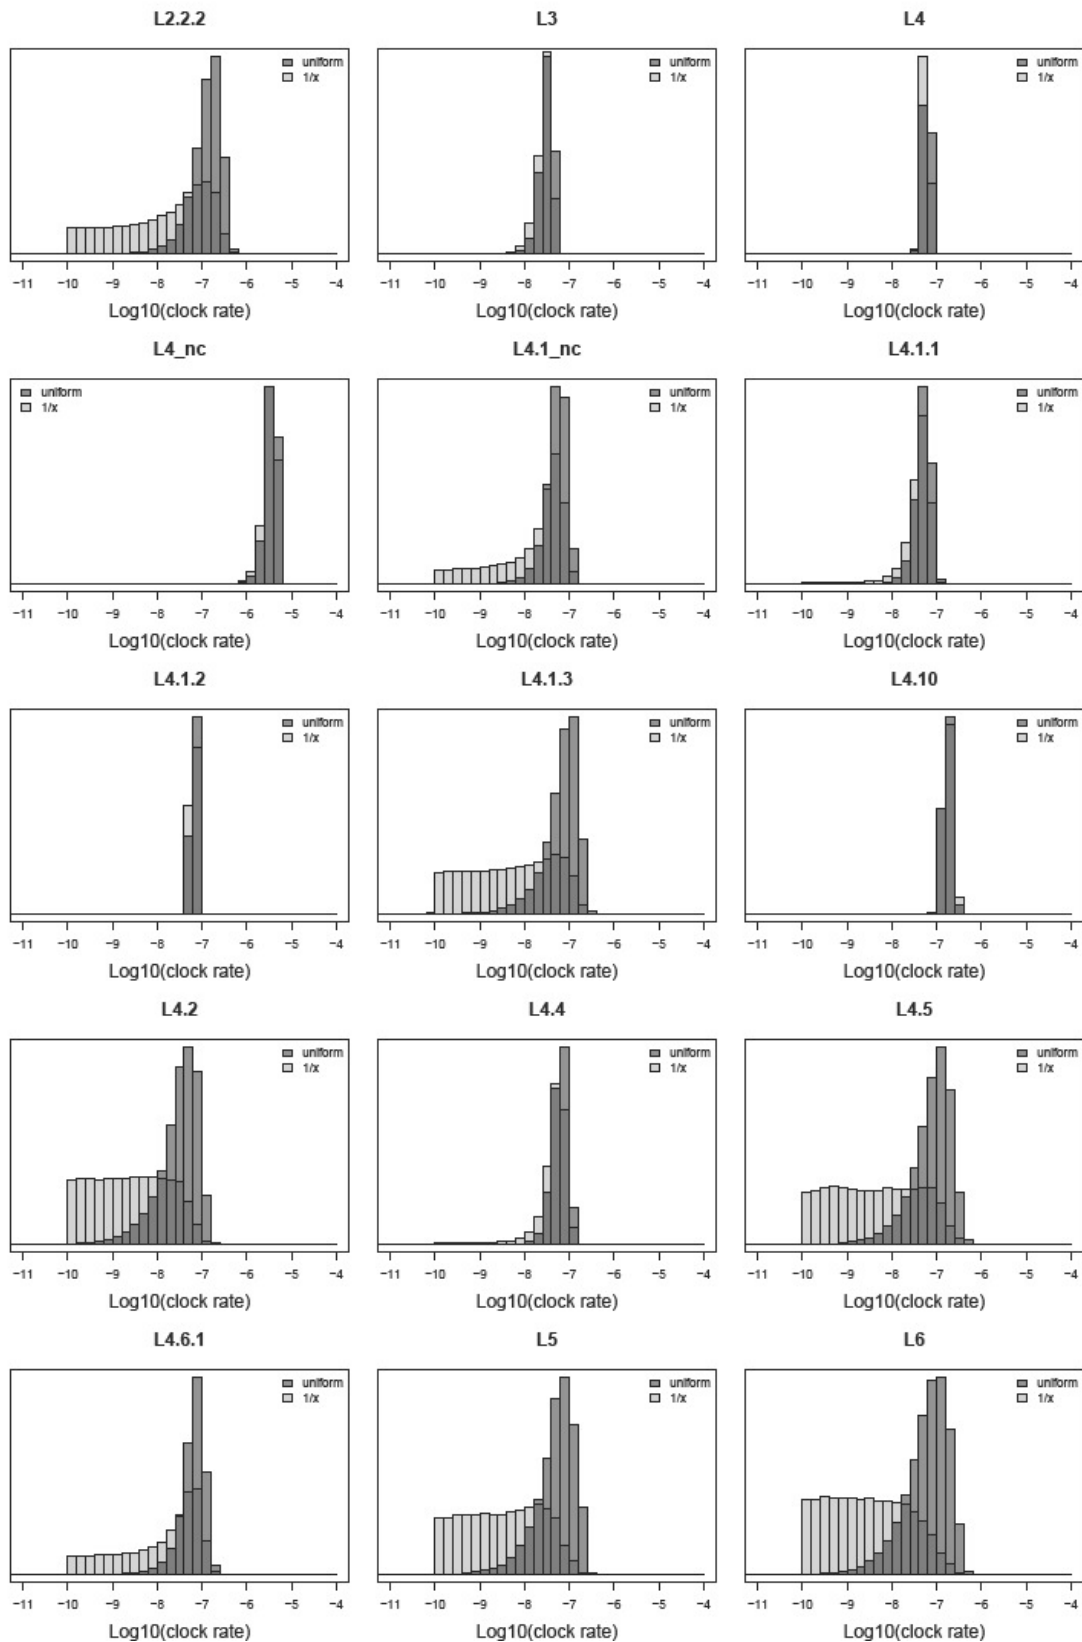 L2.2.2
uniform
1/x
−11 −10 −9 −8 −7 −6 −5 −4
Log10(clock rate)
L3
uniform
1/x
−11 −10 −9 −8 −7 −6 −5 −4
Log10(clock rate)
L4
uniform
1/x
−11 −10 −9 −8 −7 −6 −5 −4
Log10(clock rate)
L4_nc
uniform
1/x
−11 −10 −9 −8 −7 −6 −5 −4
Log10(clock rate)
L4.1_nc
uniform
1/x
−11 −10 −9 −8 −7 −6 −5 −4
Log10(clock rate)
L4.1.1
uniform
1/x
−11 −10 −9 −8 −7 −6 −5 −4
Log10(clock rate)
L4.1.2
uniform
1/x
−11 −10 −9 −8 −7 −6 −5 −4
Log10(clock rate)
L4.1.3
uniform
1/x
−11 −10 −9 −8 −7 −6 −5 −4
Log10(clock rate)
L4.10
uniform
1/x
−11 −10 −9 −8 −7 −6 −5 −4
Log10(clock rate)
L4.2
uniform
1/x
−11 −10 −9 −8 −7 −6 −5 −4
Log10(clock rate)
L4.4
uniform
1/x
−11 −10 −9 −8 −7 −6 −5 −4
Log10(clock rate)
L4.5
uniform
1/x
−11 −10 −9 −8 −7 −6 −5 −4
Log10(clock rate)
L4.6.1
uniform
1/x
−11 −10 −9 −8 −7 −6 −5 −4
Log10(clock rate)
L5
uniform
1/x
−11 −10 −9 −8 −7 −6 −5 −4
Log10(clock rate)
L6
uniform
1/x
−11 −10 −9 −8 −7 −6 −5 −4
Log10(clock rate)